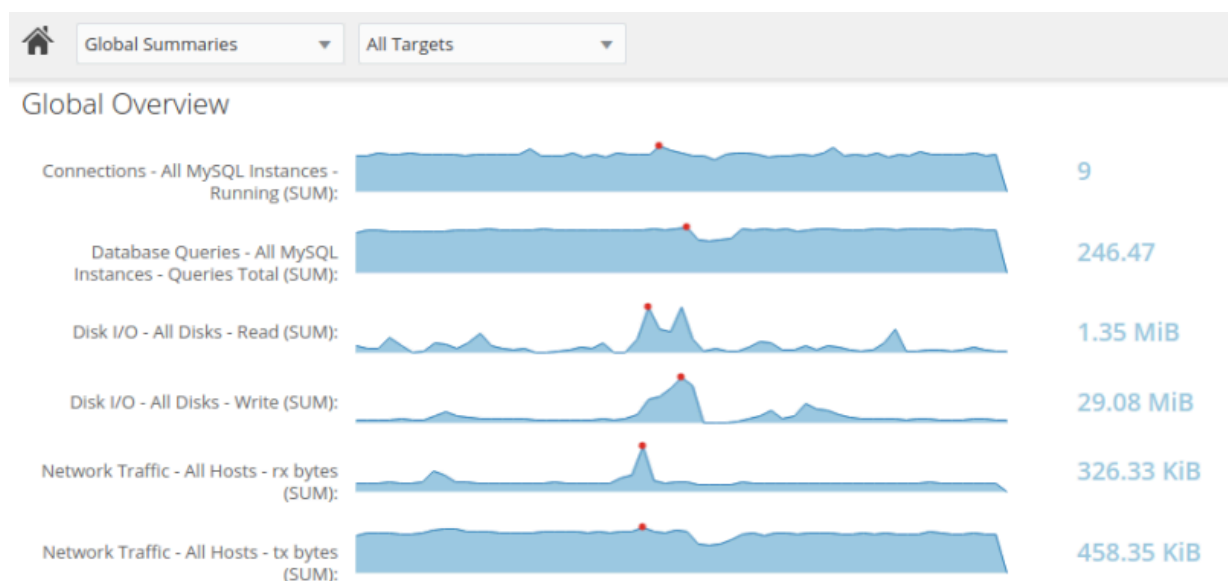 Global Summaries
All Targets
Global Overview
Connections - All MySQL Instances -
Running (SUM):
9
Database Queries - All MySQL
Instances - Queries Total (SUM):
246.47
Disk I/O - All Disks - Read (SUM):
1.35 MiB
Disk I/O - All Disks - Write (SUM):
29.08 MiB
Network Traffic - All Hosts - rx bytes
(SUM):
326.33 KiB
Network Traffic - All Hosts - tx bytes
(SUM):
458.35 KiB